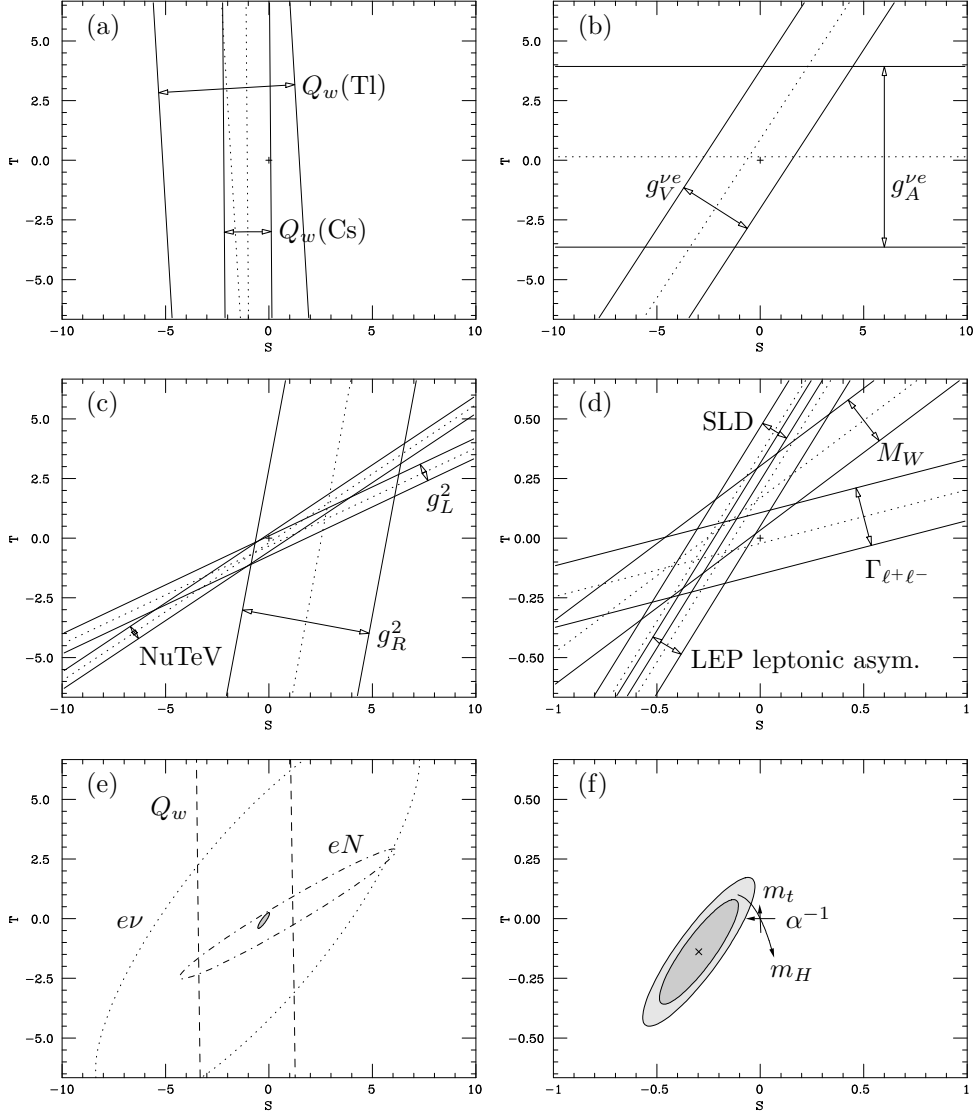 (a)
5.0
2.5
0.0
-2.5
-5.0
T
Q_w(Tl)
Q_w(Cs)
-10 -5 0 5 10
S
(b)
5.0
2.5
0.0
-2.5
-5.0
T
g_V^{νe}
g_A^{νe}
-10 -5 0 5 10
S
(c)
5.0
2.5
0.0
-2.5
-5.0
T
g_L^2
NuTeV
g_R^2
-10 -5 0 5 10
S
(d)
0.50
0.25
0.00
-0.25
-0.50
T
SLD
M_W
Γ_{ℓ+ℓ−}
LEP leptonic asym.
-1 -0.5 0 0.5 1
S
(e)
5.0
2.5
0.0
-2.5
-5.0
T
Q_w
eN
eν
-10 -5 0 5 10
S
(f)
0.50
0.25
0.00
-0.25
-0.50
T
m_t
α^{−1}
m_H
-1 -0.5 0 0.5 1
S